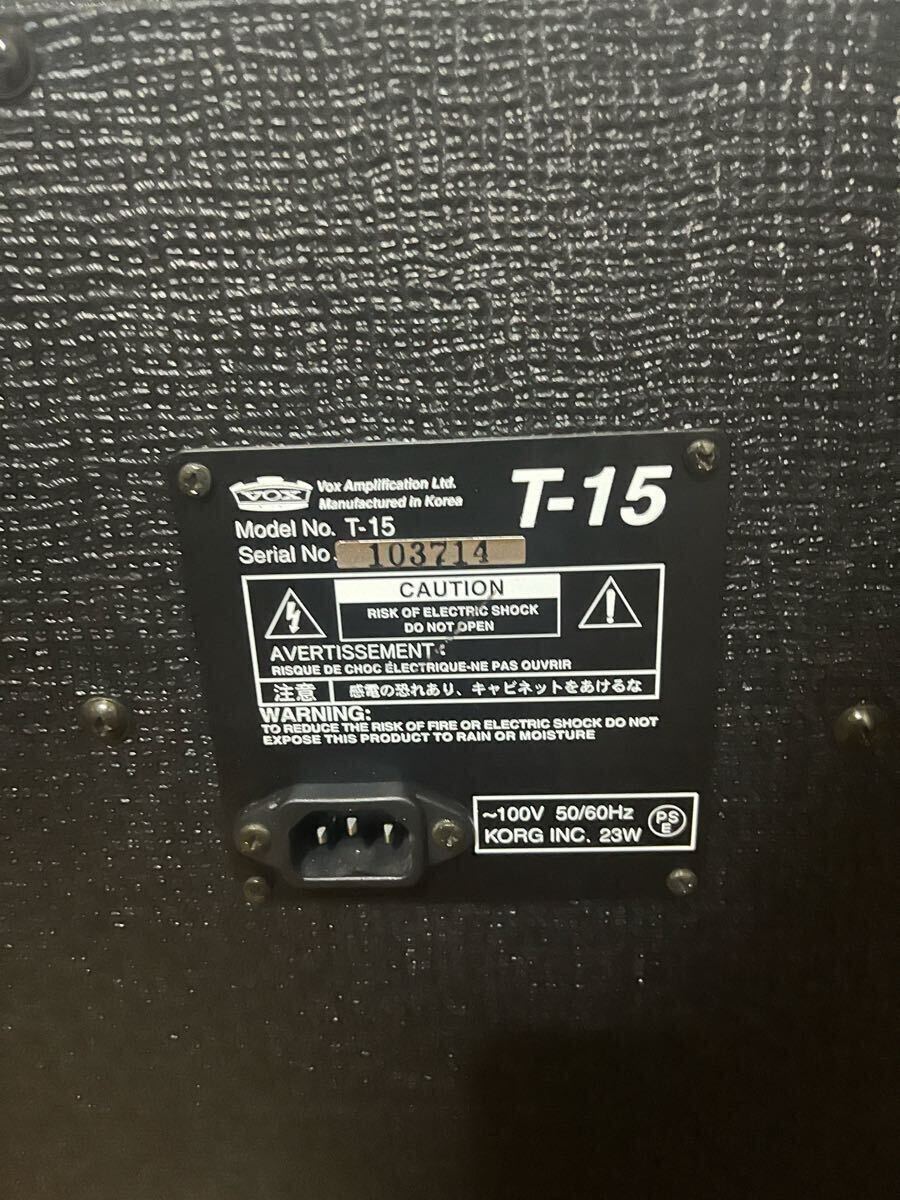 VOX
Vox Amplification Ltd.
Manufactured in Korea
T-15
Model No. T-15
Serial No. 103714
CAUTION
RISK OF ELECTRIC SHOCK
DO NOT OPEN
AVERTISSEMENT:
RISQUE DE CHOC ÉLECTRIQUE-NE PAS OUVRIR
注意 感電の恐れあり、キャビネットをあけるな
WARNING:
TO REDUCE THE RISK OF FIRE OR ELECTRIC SHOCK DO NOT
EXPOSE THIS PRODUCT TO RAIN OR MOISTURE
~100V 50/60Hz
KORG INC. 23W
PS
E